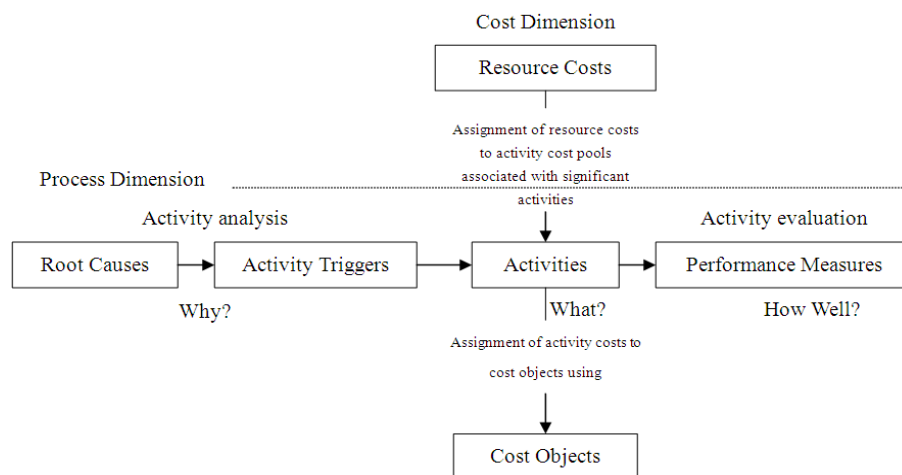 Cost Dimension
Resource Costs
Assignment of resource costs
to activity cost pools
associated with significant
activities
Process Dimension
Activity analysis
Activity evaluation
Root Causes
Activity Triggers
Activities
Performance Measures
Why?
What?
How Well?
Assignment of activity costs to
cost objects using
Cost Objects